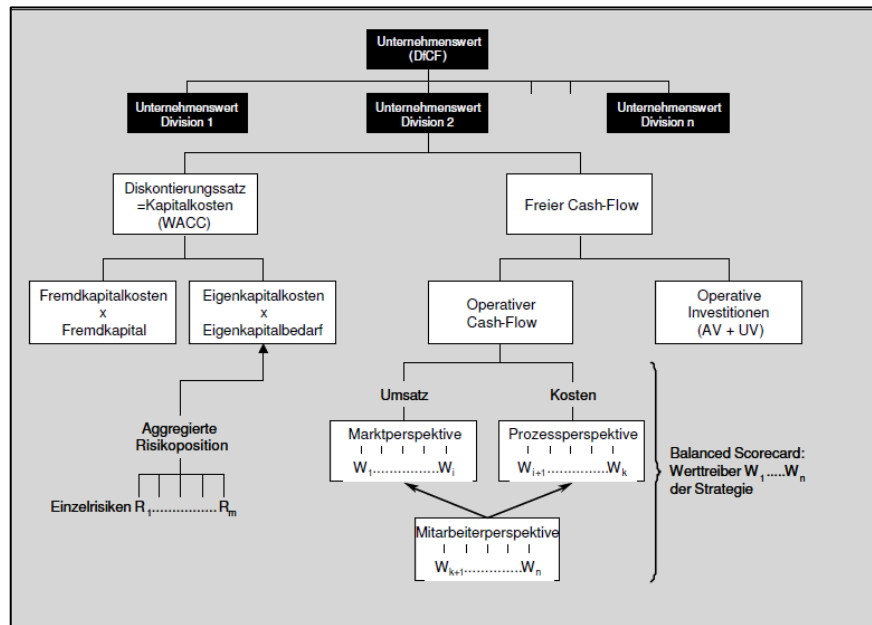 Unternehmenswert
(DfCF)
Unternehmenswert
Division 1
Unternehmenswert
Division 2
Unternehmenswert
Division n
Diskontierungssatz
=Kapitalkosten
(WACC)
Freier Cash-Flow
Fremdkapitalkosten
x
Fremdkapital
Eigenkapitalkosten
x
Eigenkapitalbedarf
Operativer
Cash-Flow
Operative
Investitionen
(AV + UV)
Umsatz
Kosten
Aggregierte
Risikoposition
Einzelrisiken R₁................Rₘ
Marktperspektive
W₁................Wᵢ
Prozessperspektive
Wᵢ₊₁.............Wₖ
Balanced Scorecard:
Werttreiber W₁.....Wₙ
der Strategie
Mitarbeiterperspektive
Wₖ₊₁.............Wₙ